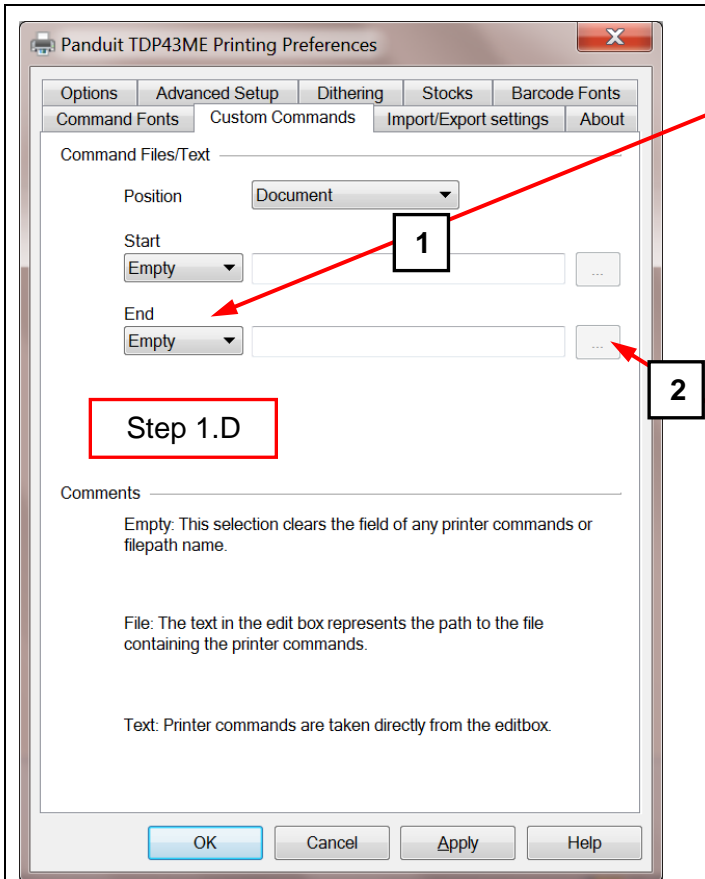 Panduit TDP43ME Printing Preferences
X
Options Advanced Setup Dithering Stocks Barcode Fonts
Command Fonts Custom Commands Import/Export settings About
Command Files/Text
Position Document
1
Start
Empty ...
End
Empty ...
2
Step 1.D
Comments
Empty: This selection clears the field of any printer commands or
filepath name.
File: The text in the edit box represents the path to the file
containing the printer commands.
Text: Printer commands are taken directly from the editbox.
OK Cancel Apply Help